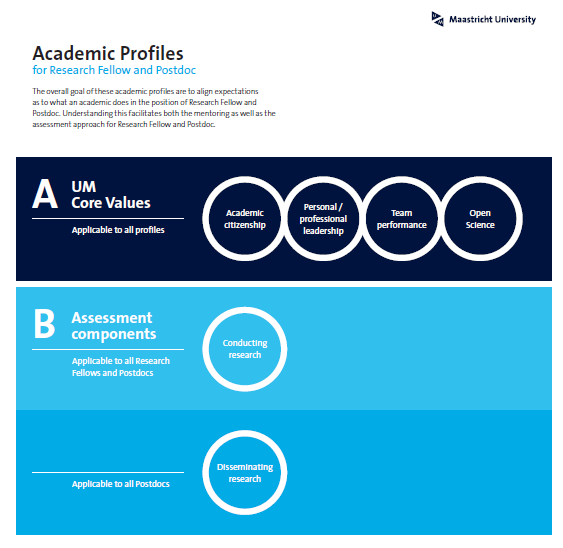 Maastricht University
Academic Profiles
for Research Fellow and Postdoc
The overall goal of these academic profiles are to align expectations
as to what an academic does in the position of Research Fellow and
Postdoc. Understanding this facilitates both the mentoring as well as the
assessment approach for Research Fellow and Postdoc.
A
UM
Core Values
Applicable to all profiles
Academic
citizenship
Personal /
professional
leadership
Team
performance
Open
Science
B
Assessment
components
Applicable to all Research
Fellows and Postdocs
Conducting
research
Applicable to all Postdocs
Disseminating
research